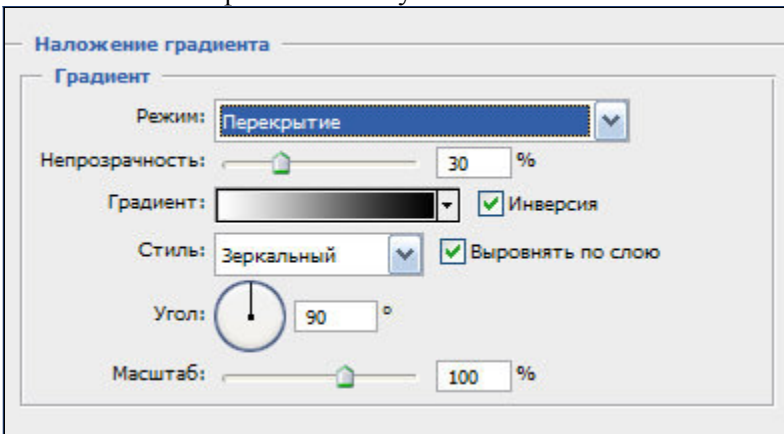 Наложение градиента
Градиент
Режим: Перекрытие
Непрозрачность: 30 %
Градиент: Инверсия
Стиль: Зеркальный Выровнять по слою
Угол: 90 °
Масштаб: 100 %